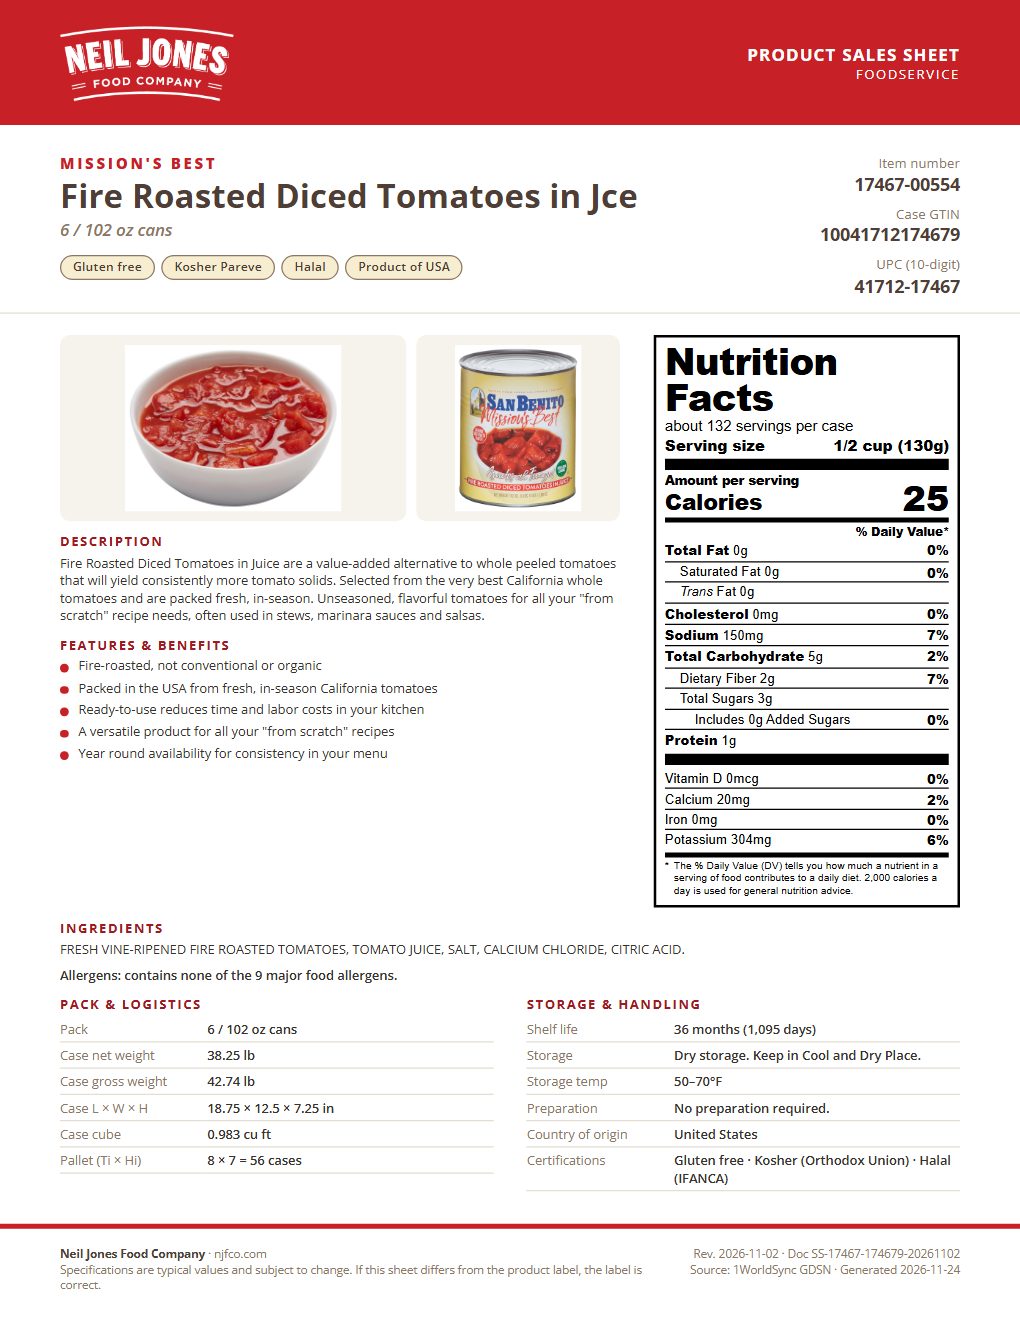 NEIL JONES
FOOD COMPANY
PRODUCT SALES SHEET
FOODSERVICE
MISSION'S BEST
Fire Roasted Diced Tomatoes in Jce
6 / 102 oz cans
Gluten free
Kosher Pareve
Halal
Product of USA
Item number
17467-00554
Case GTIN
10041712174679
UPC (10-digit)
41712-17467
SAN BENITO
Mission's Best
FIRE ROASTED DICED TOMATOES IN JUICE
DESCRIPTION
Fire Roasted Diced Tomatoes in Juice are a value-added alternative to whole peeled tomatoes
that will yield consistently more tomato solids. Selected from the very best California whole
tomatoes and are packed fresh, in-season. Unseasoned, flavorful tomatoes for all your "from
scratch" recipe needs, often used in stews, marinara sauces and salsas.
FEATURES & BENEFITS
Fire-roasted, not conventional or organic
Packed in the USA from fresh, in-season California tomatoes
Ready-to-use reduces time and labor costs in your kitchen
A versatile product for all your "from scratch" recipes
Year round availability for consistency in your menu
Nutrition
Facts
about 132 servings per case
Serving size 1/2 cup (130g)
Amount per serving
Calories 25
% Daily Value*
Total Fat 0g 0%
Saturated Fat 0g 0%
Trans Fat 0g
Cholesterol 0mg 0%
Sodium 150mg 7%
Total Carbohydrate 5g 2%
Dietary Fiber 2g 7%
Total Sugars 3g
Includes 0g Added Sugars 0%
Protein 1g
Vitamin D 0mcg 0%
Calcium 20mg 2%
Iron 0mg 0%
Potassium 304mg 6%
* The % Daily Value (DV) tells you how much a nutrient in a
serving of food contributes to a daily diet. 2,000 calories a
day is used for general nutrition advice.
INGREDIENTS
FRESH VINE-RIPENED FIRE ROASTED TOMATOES, TOMATO JUICE, SALT, CALCIUM CHLORIDE, CITRIC ACID.
Allergens: contains none of the 9 major food allergens.
PACK & LOGISTICS
Pack 6 / 102 oz cans
Case net weight 38.25 lb
Case gross weight 42.74 lb
Case L × W × H 18.75 × 12.5 × 7.25 in
Case cube 0.983 cu ft
Pallet (Ti × Hi) 8 × 7 = 56 cases
STORAGE & HANDLING
Shelf life 36 months (1,095 days)
Storage Dry storage. Keep in Cool and Dry Place.
Storage temp 50–70°F
Preparation No preparation required.
Country of origin United States
Certifications Gluten free · Kosher (Orthodox Union) · Halal
(IFANCA)
Neil Jones Food Company · njfco.com
Specifications are typical values and subject to change. If this sheet differs from the product label, the label is
correct.
Rev. 2026-11-02 · Doc SS-17467-174679-20261102
Source: 1WorldSync GDSN · Generated 2026-11-24